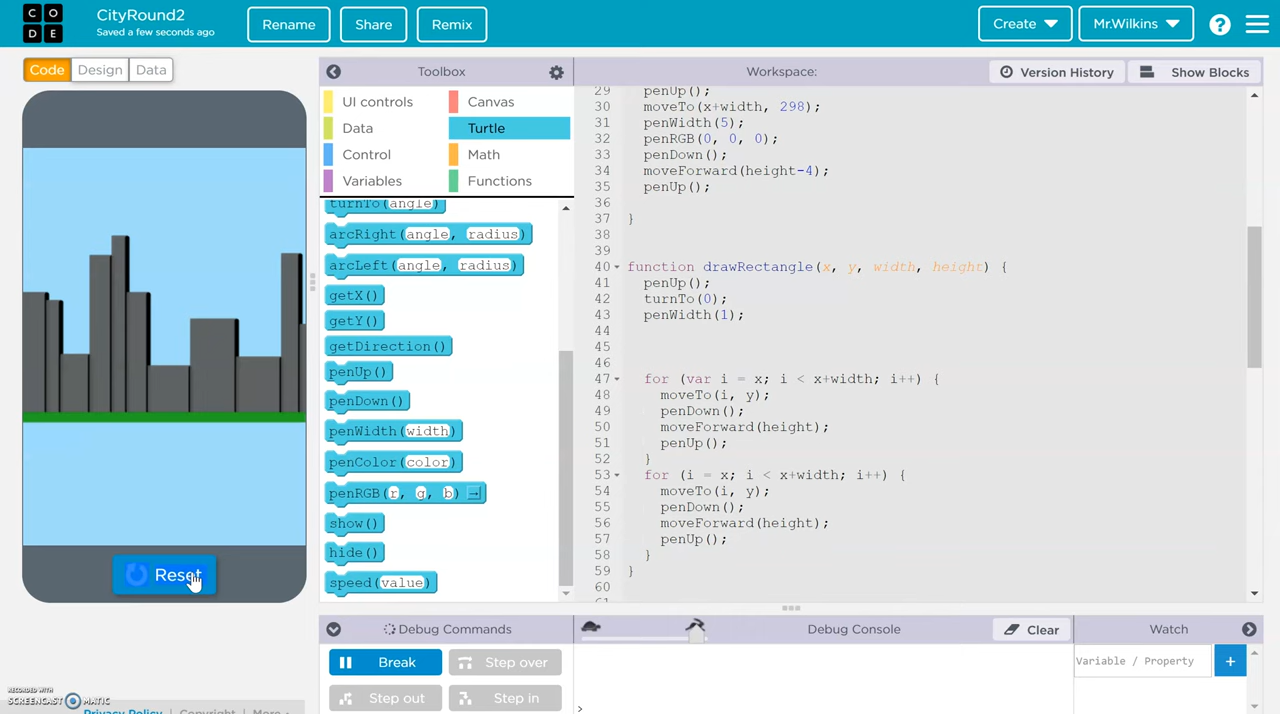 C O
D E
CityRound2
Saved a few seconds ago
Rename
Share
Remix
Create
Mr.Wilkins
?
Code
Design
Data
Toolbox
Workspace:
Version History
Show Blocks
UI controls
Canvas
Data
Turtle
Control
Math
Variables
Functions
turnTo(angle)
arcRight(angle, radius)
arcLeft(angle, radius)
getX()
getY()
getDirection()
penUp()
penDown()
penWidth(width)
penColor(color)
penRGB(r, g, b)
show()
hide()
speed(value)
29 penUp();
30 moveTo(x+width, 298);
31 penWidth(5);
32 penRGB(0, 0, 0);
33 penDown();
34 moveForward(height-4);
35 penUp();
36
37 }
38
39
40 function drawRectangle(x, y, width, height) {
41 penUp();
42 turnTo(0);
43 penWidth(1);
44
45
46
47 for (var i = x; i < x+width; i++) {
48 moveTo(i, y);
49 penDown();
50 moveForward(height);
51 penUp();
52 }
53 for (i = x; i < x+width; i++) {
54 moveTo(i, y);
55 penDown();
56 moveForward(height);
57 penUp();
58 }
59 }
60
61
Reset
Debug Commands
Debug Console
Clear
Watch
Break
Step over
Step out
Step in
Variable / Property
+
>
RECORDED WITH
SCREENCAST MATIC
Privacy Policy | Copyright | More